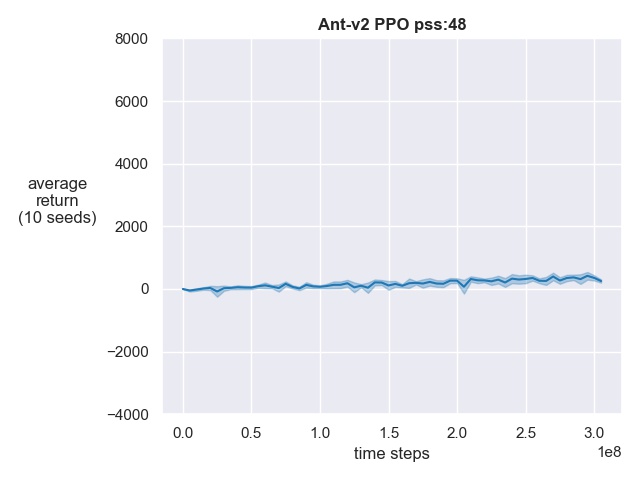 Ant-v2 PPO pss:48
8000
6000
4000
2000
0
−2000
−4000
average
return
(10 seeds)
0.0 0.5 1.0 1.5 2.0 2.5 3.0
1e8
time steps